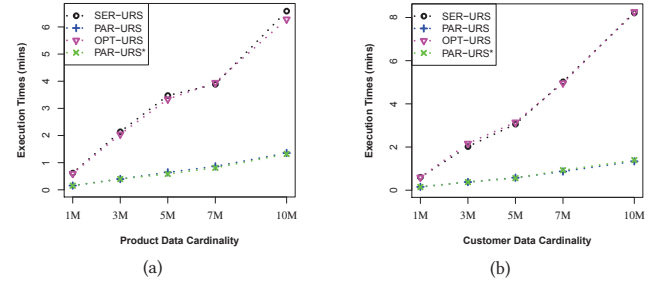 SER−URS
PAR−URS
OPT−URS
PAR−URS*
Execution Times (mins)
6
5
4
3
2
1
0
1M 3M 5M 7M 10M
Product Data Cardinality
(a)
SER−URS
PAR−URS
OPT−URS
PAR−URS*
Execution Times (mins)
8
6
4
2
0
1M 3M 5M 7M 10M
Customer Data Cardinality
(b)